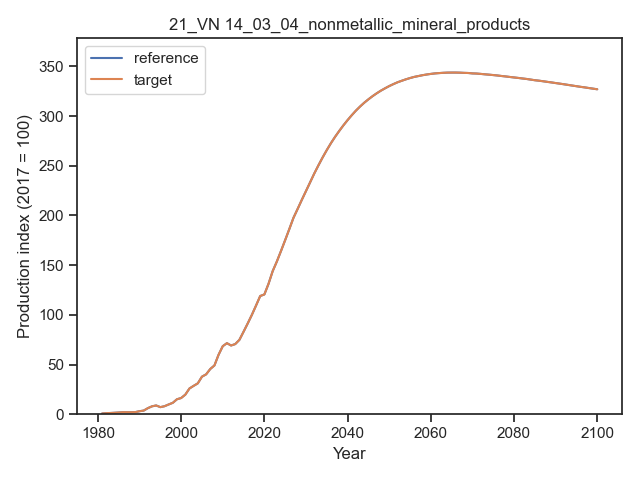 21_VN 14_03_04_nonmetallic_mineral_products
reference
target
Production index (2017 = 100)
350
300
250
200
150
100
50
0
1980 2000 2020 2040 2060 2080 2100
Year